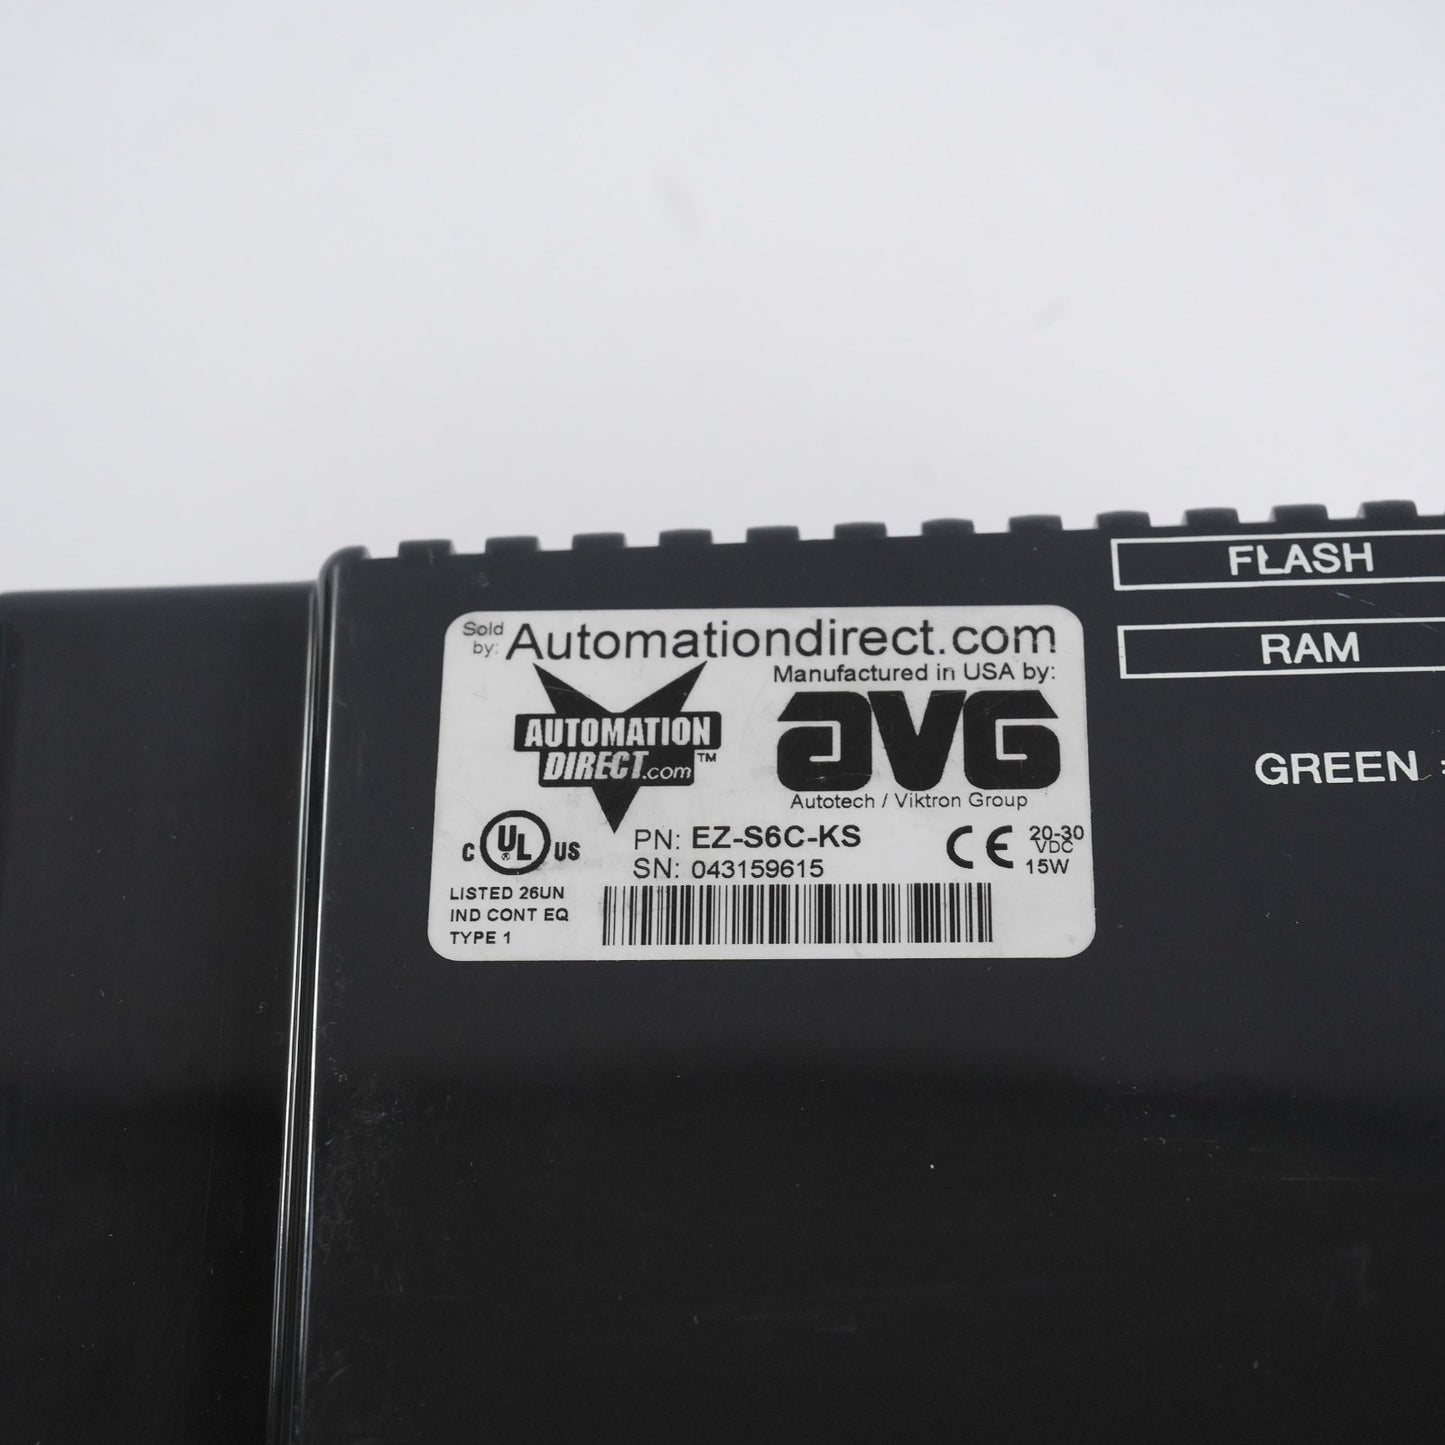 FLASH
RAM
GREEN =
Sold by: Automationdirect.com
Manufactured in USA by:
AUTOMATION
DIRECT.com™
AVG
Autotech / Viktron Group
C UL® US
PN: EZ-S6C-KS
CE 20-30
VDC
SN: 043159615
15W
LISTED 26UN
IND CONT EQ
TYPE 1